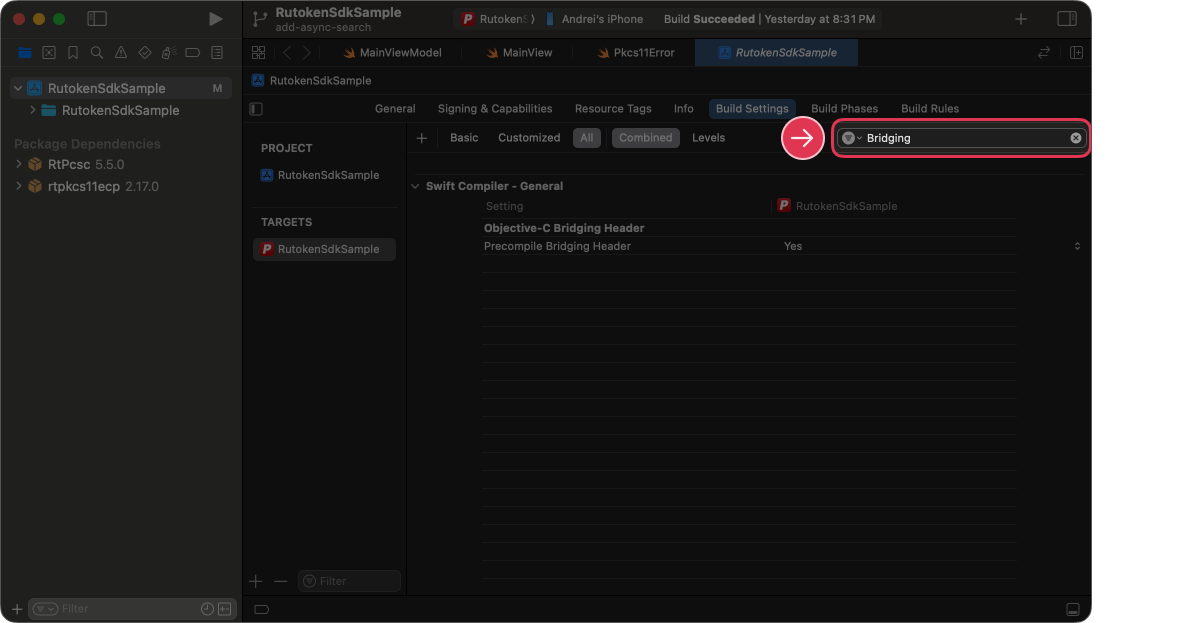 RutokenSdkSample
add-async-search
RutokenS
Andrei's iPhone
Build Succeeded | Yesterday at 8:31 PM
MainViewModel
MainView
Pkcs11Error
RutokenSdkSample
RutokenSdkSample M
RutokenSdkSample
Package Dependencies
RtPcsc 5.5.0
rtpkcs11ecp 2.17.0
Filter
RutokenSdkSample
General
Signing & Capabilities
Resource Tags
Info
Build Settings
Build Phases
Build Rules
PROJECT
RutokenSdkSample
TARGETS
RutokenSdkSample
Filter
Basic
Customized
All
Combined
Levels
Bridging
Swift Compiler - General
Setting
RutokenSdkSample
Objective-C Bridging Header
Precompile Bridging Header
Yes